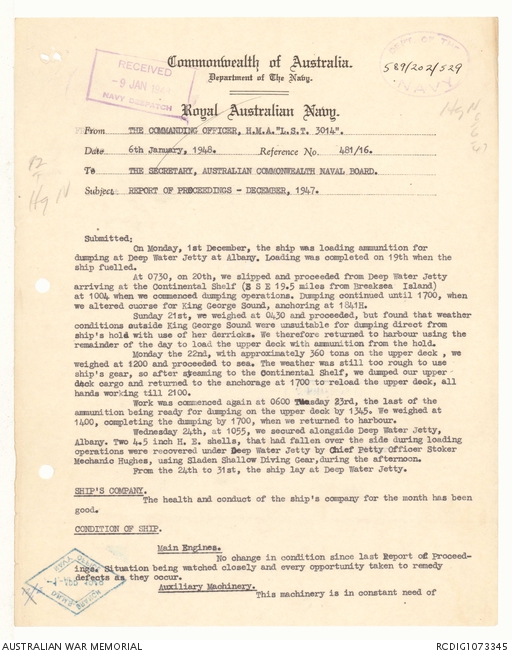 Commonwealth of Australia.
Department of The Navy.
Royal Australian Navy.
RECEIVED
-9 JAN
NAVY DESPATCH
DEPT. OF THE
589/202/529
NAVY
Hq N
From THE COMMANDING OFFICER, H.M.A."L.S.T. 3014".
Date 6th January, 1948. Reference No. 481/16.
To THE SECRETARY, AUSTRALIAN COMMONWEALTH NAVAL BOARD.
Subject REPORT OF PROCEEDINGS - DECEMBER, 1947.
Hq N
Submitted;
On Monday, 1st December, the ship was loading ammunition for
dumping at Deep Water Jetty at Albany. Loading was completed on 19th when the
ship fuelled.
At 0730, on 20th, we slipped and proceeded from Deep Water Jetty
arriving at the Continental Shelf (S S E 19.5 miles from Breaksea Island)
at 1004 when we commenced dumping operations. Dumping continued until 1700, when
we altered cuorse for King George Sound, anchoring at 1841H.
Sunday 21st, we weighed at 0430 and proceeded, but found that weather
conditions outside King George Sound were unsuitable for dumping direct from
ship's hold with use of her derricks. We therefore returned to harbour using the
remainder of the day to load the upper deck with ammunition from the hold.
Monday the 22nd, with approximately 360 tons on the upper deck , we
weighed at 1200 and proceeded to sea. The weather was still too rough to use
ship's gear, so after steaming to the Continental Shelf, we dumped our upper
deck cargo and returned to the anchorage at 1700 to reload the upper deck, all
hands working till 2100.
Work was commenced again at 0600 Tuesday 23rd, the last of the
ammunition being ready for dumping on the upper deck by 1345. We weighed at
1400, completing the dumping by 1700, when we returned to harbour.
Wednesday 24th, at 1055, we secured alongside Deep Water Jetty,
Albany. Two 4.5 inch H. E. shells, that had fallen over the side during loading
operations were recovered under Deep Water Jetty by Chief Petty Officer Stoker
Mechanic Hughes, using Sladen Shallow Diving Gear,during the afternoon.
From the 24th to 31st, the ship lay at Deep Water Jetty.
SHIP'S COMPANY.
The health and conduct of the ship's company for the month has been
good.
CONDITION OF SHIP.
Main Engines.
No change in condition since last Report of Proceed-
ings. Situation being watched closely and every opportunity taken to remedy
defects as they occur.
Auxiliary Machinery.
This machinery is in constant need of
AUSTRALIAN WAR MEMORIAL
RCDIG1073345